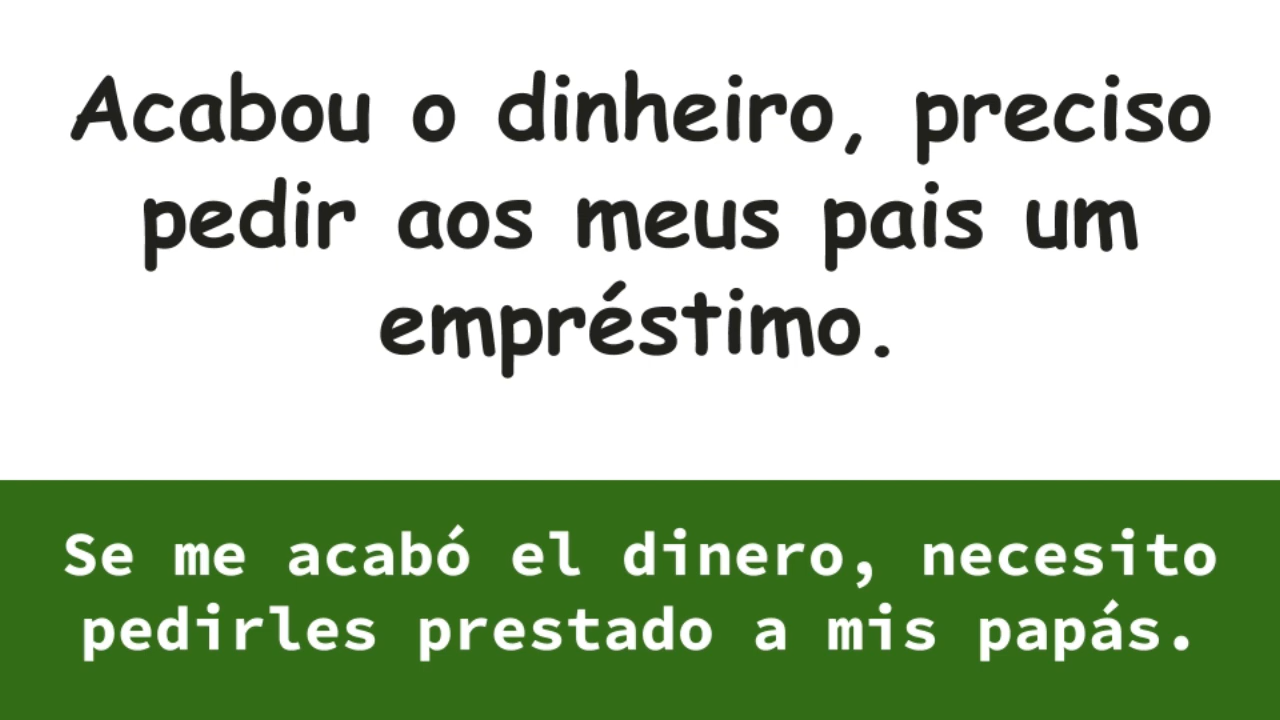 Acabou o dinheiro, preciso
pedir aos meus pais um
empréstimo.
Se me acabó el dinero, necesito
pedirles prestado a mis papás.